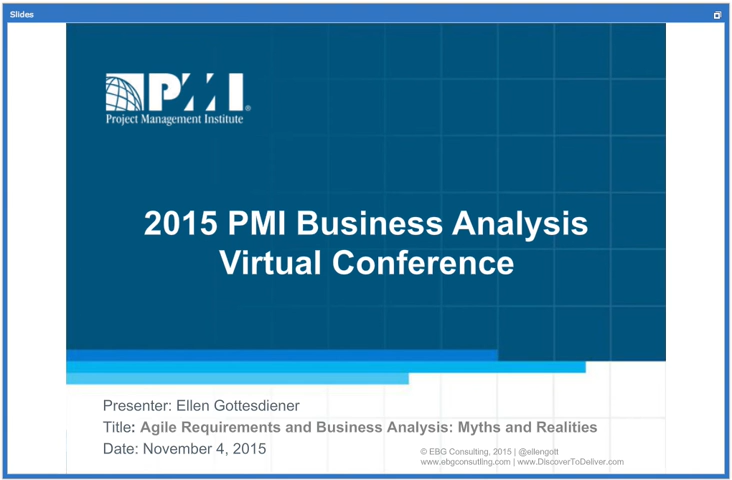 Slides
PMI®
Project Management Institute
2015 PMI Business Analysis
Virtual Conference
Presenter: Ellen Gottesdiener
Title: Agile Requirements and Business Analysis: Myths and Realities
Date: November 4, 2015
© EBG Consulting, 2015 | @ellengott
www.ebgconsutling.com | www.DiscoverToDeliver.com